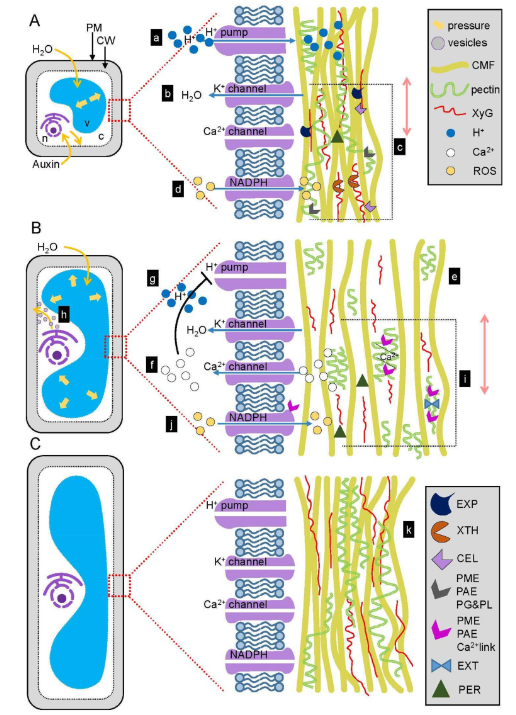 A
PM
CW
H₂O
n
v
c
Auxin
a
H⁺
H⁺ pump
b
H₂O
K⁺ channel
Ca²⁺ channel
c
d
NADPH
pressure
vesicles
CMF
pectin
XyG
H⁺
Ca²⁺
ROS
B
H₂O
h
g
H⁺
H⁺ pump
e
H₂O
K⁺ channel
f
Ca²⁺ channel
Ca²⁺
i
j
NADPH
C
H⁺ pump
k
K⁺ channel
Ca²⁺ channel
NADPH
EXP
XTH
CEL
PME
PAE
PG&PL
PME
PAE
Ca²⁺link
EXT
PER